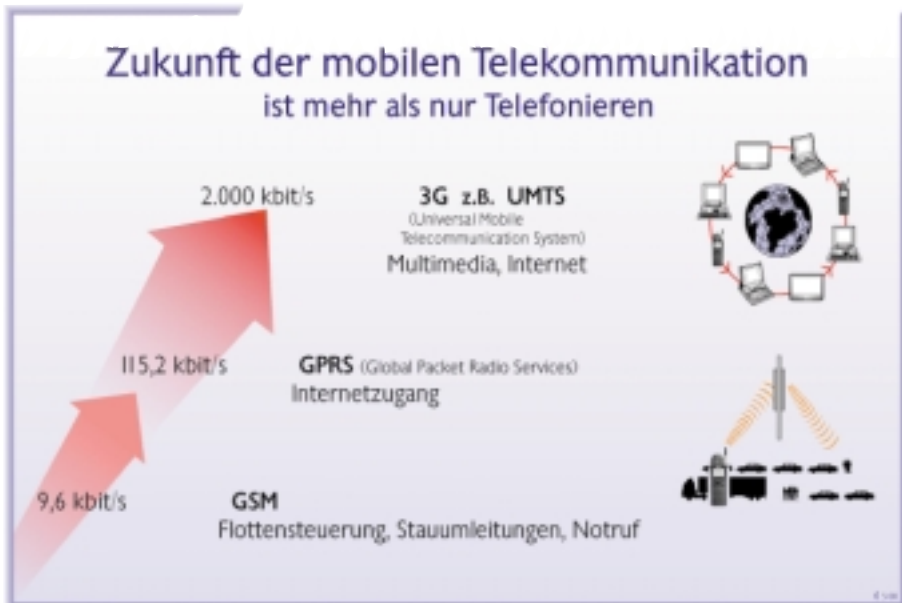 Zukunft der mobilen Telekommunikation
ist mehr als nur Telefonieren
2.000 kbit/s
3G z.B. UMTS
(Universal Mobile
Telecommunication System)
Multimedia, Internet
115,2 kbit/s
GPRS (Global Packet Radio Services)
Internetzugang
9,6 kbit/s
GSM
Flottensteuerung, Stauumleitungen, Notruf